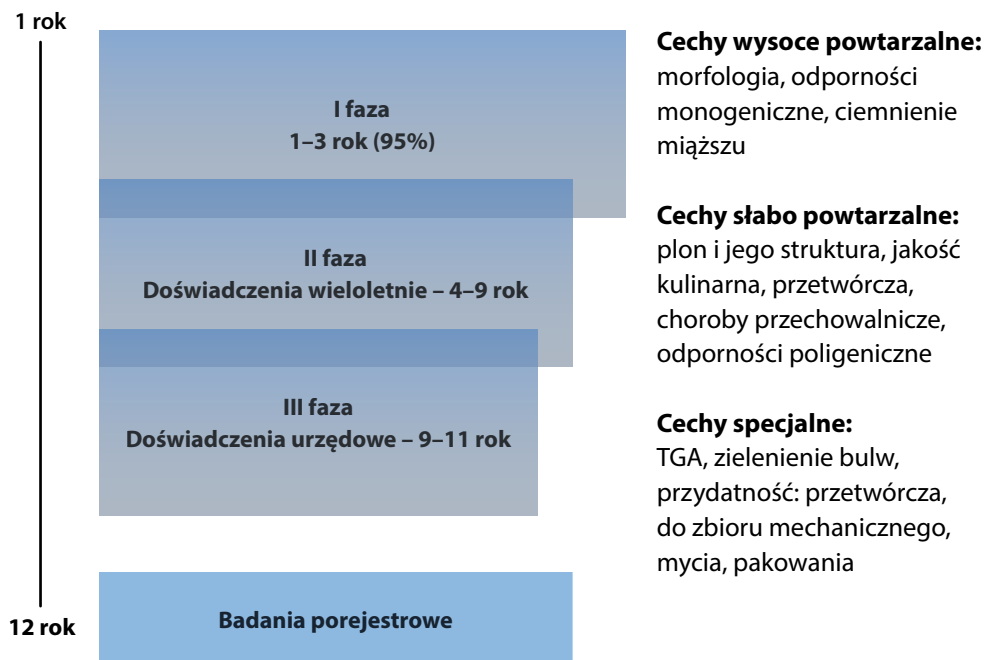 1 rok
I faza
1–3 rok (95%)
II faza
Doświadczenia wieloletnie – 4–9 rok
III faza
Doświadczenia urzędowe – 9–11 rok
Badania porejestrowe
12 rok
Cechy wysoce powtarzalne:
morfologia, odporności
monogeniczne, ciemnienie
miąższu
Cechy słabo powtarzalne:
plon i jego struktura, jakość
kulinarna, przetwórcza,
choroby przechowalnicze,
odporności poligeniczne
Cechy specjalne:
TGA, zielenienie bulw,
przydatność: przetwórcza,
do zbioru mechanicznego,
mycia, pakowania